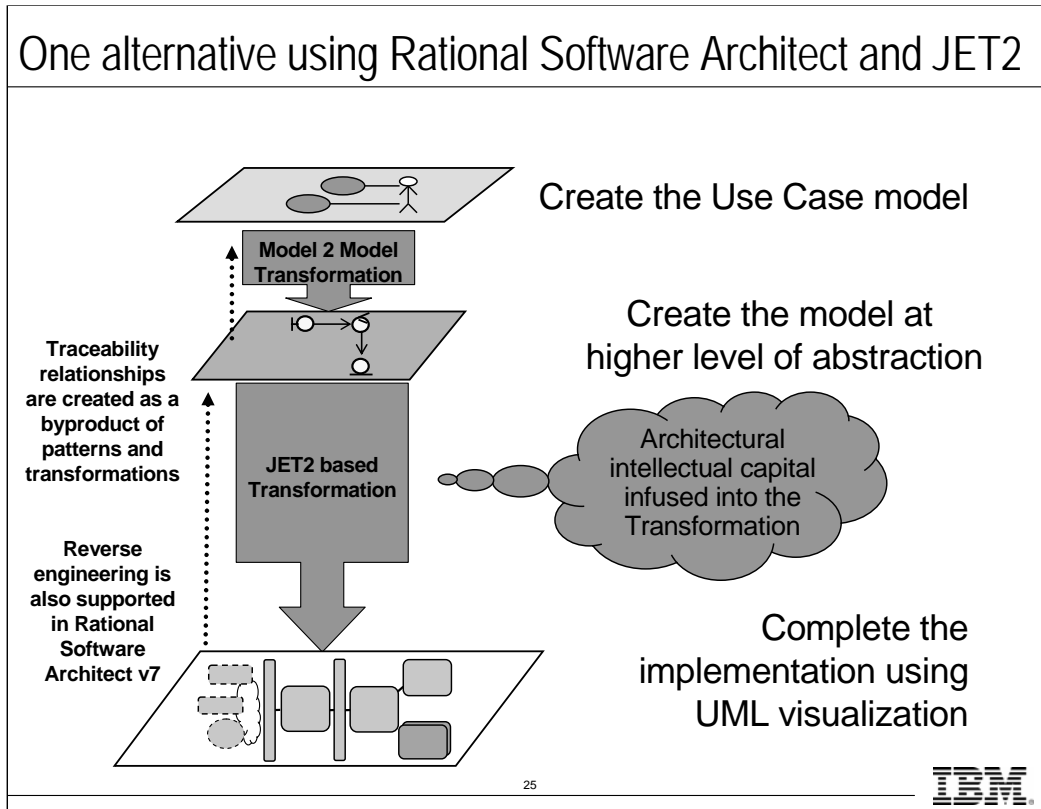 One alternative using Rational Software Architect and JET2
Create the Use Case model
Model 2 Model
Transformation
Create the model at
higher level of abstraction
Traceability
relationships
are created as a
byproduct of
patterns and
transformations
JET2 based
Transformation
Architectural
intellectual capital
infused into the
Transformation
Reverse
engineering is
also supported
in Rational
Software
Architect v7
Complete the
implementation using
UML visualization
25
IBM.